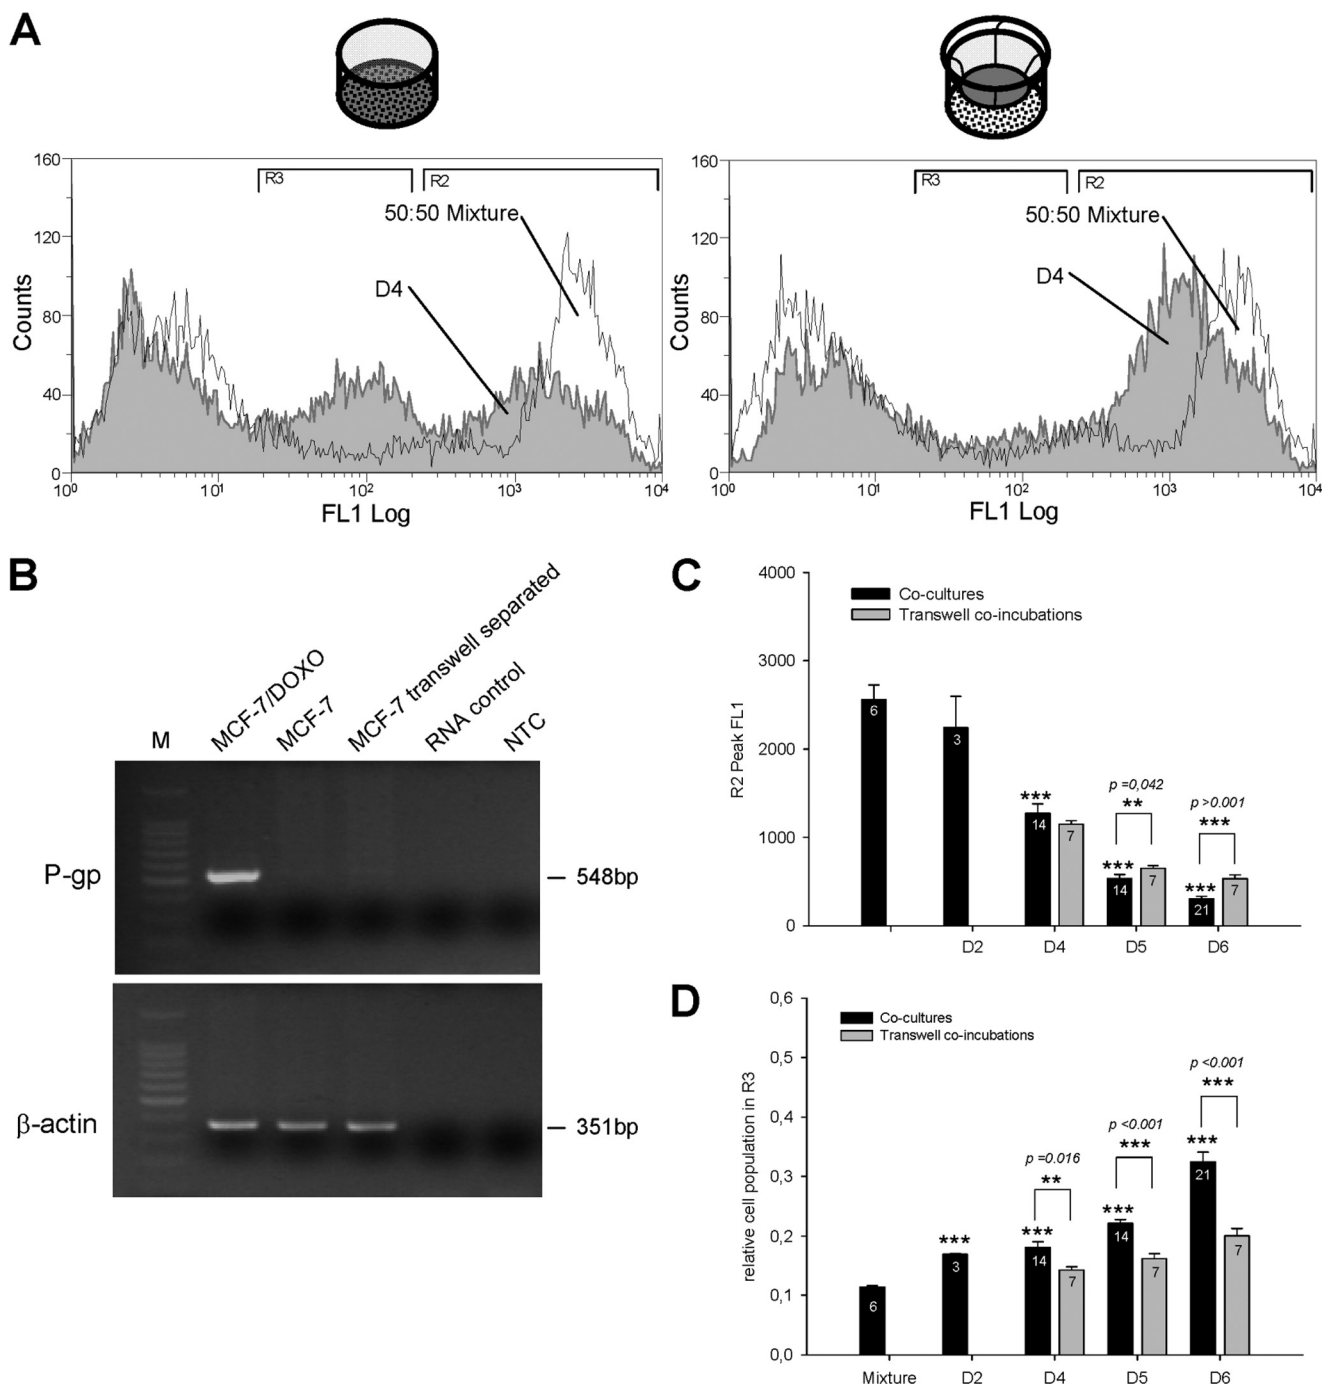 A
160
120
80
40
0
Counts
R3
R2
50:50 Mixture
D4
10⁰
10¹
10²
10³
10⁴
FL1 Log
160
120
80
40
0
Counts
R3
R2
50:50 Mixture
D4
10⁰
10¹
10²
10³
10⁴
FL1 Log
B
M
MCF-7/DOXO
MCF-7
MCF-7 transwell separated
RNA control
NTC
P-gp
548bp
β-actin
351bp
C
4000
3000
2000
1000
0
R2 Peak FL1
Co-cultures
Transwell co-incubations
6
3
***
14
7
p =0,042
**
***
14
7
p >0.001
***
***
21
7
D2
D4
D5
D6
D
0,6
0,5
0,4
0,3
0,2
0,1
0,0
relative cell population in R3
Co-cultures
Transwell co-incubations
6
***
3
p =0.016
**
***
14
7
p <0.001
***
***
14
7
p <0.001
***
***
21
7
Mixture
D2
D4
D5
D6